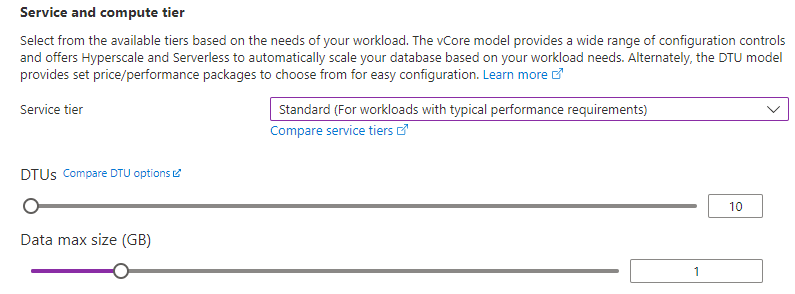 Service and compute tier
Select from the available tiers based on the needs of your workload. The vCore model provides a wide range of configuration controls
and offers Hyperscale and Serverless to automatically scale your database based on your workload needs. Alternately, the DTU model
provides set price/performance packages to choose from for easy configuration. Learn more
Service tier
Standard (For workloads with typical performance requirements)
Compare service tiers
DTUs Compare DTU options
10
Data max size (GB)
1